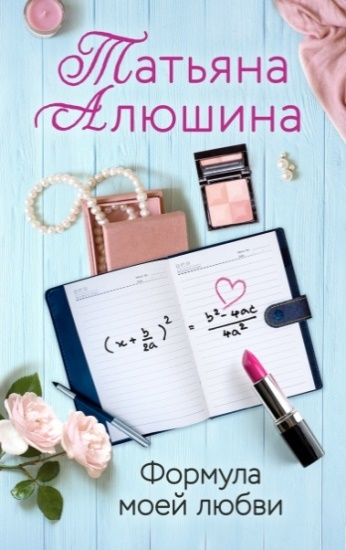 Татьяна
Алюшина
(x + b/2a)² = b² - 4ac/4a²
Формула
моей любви